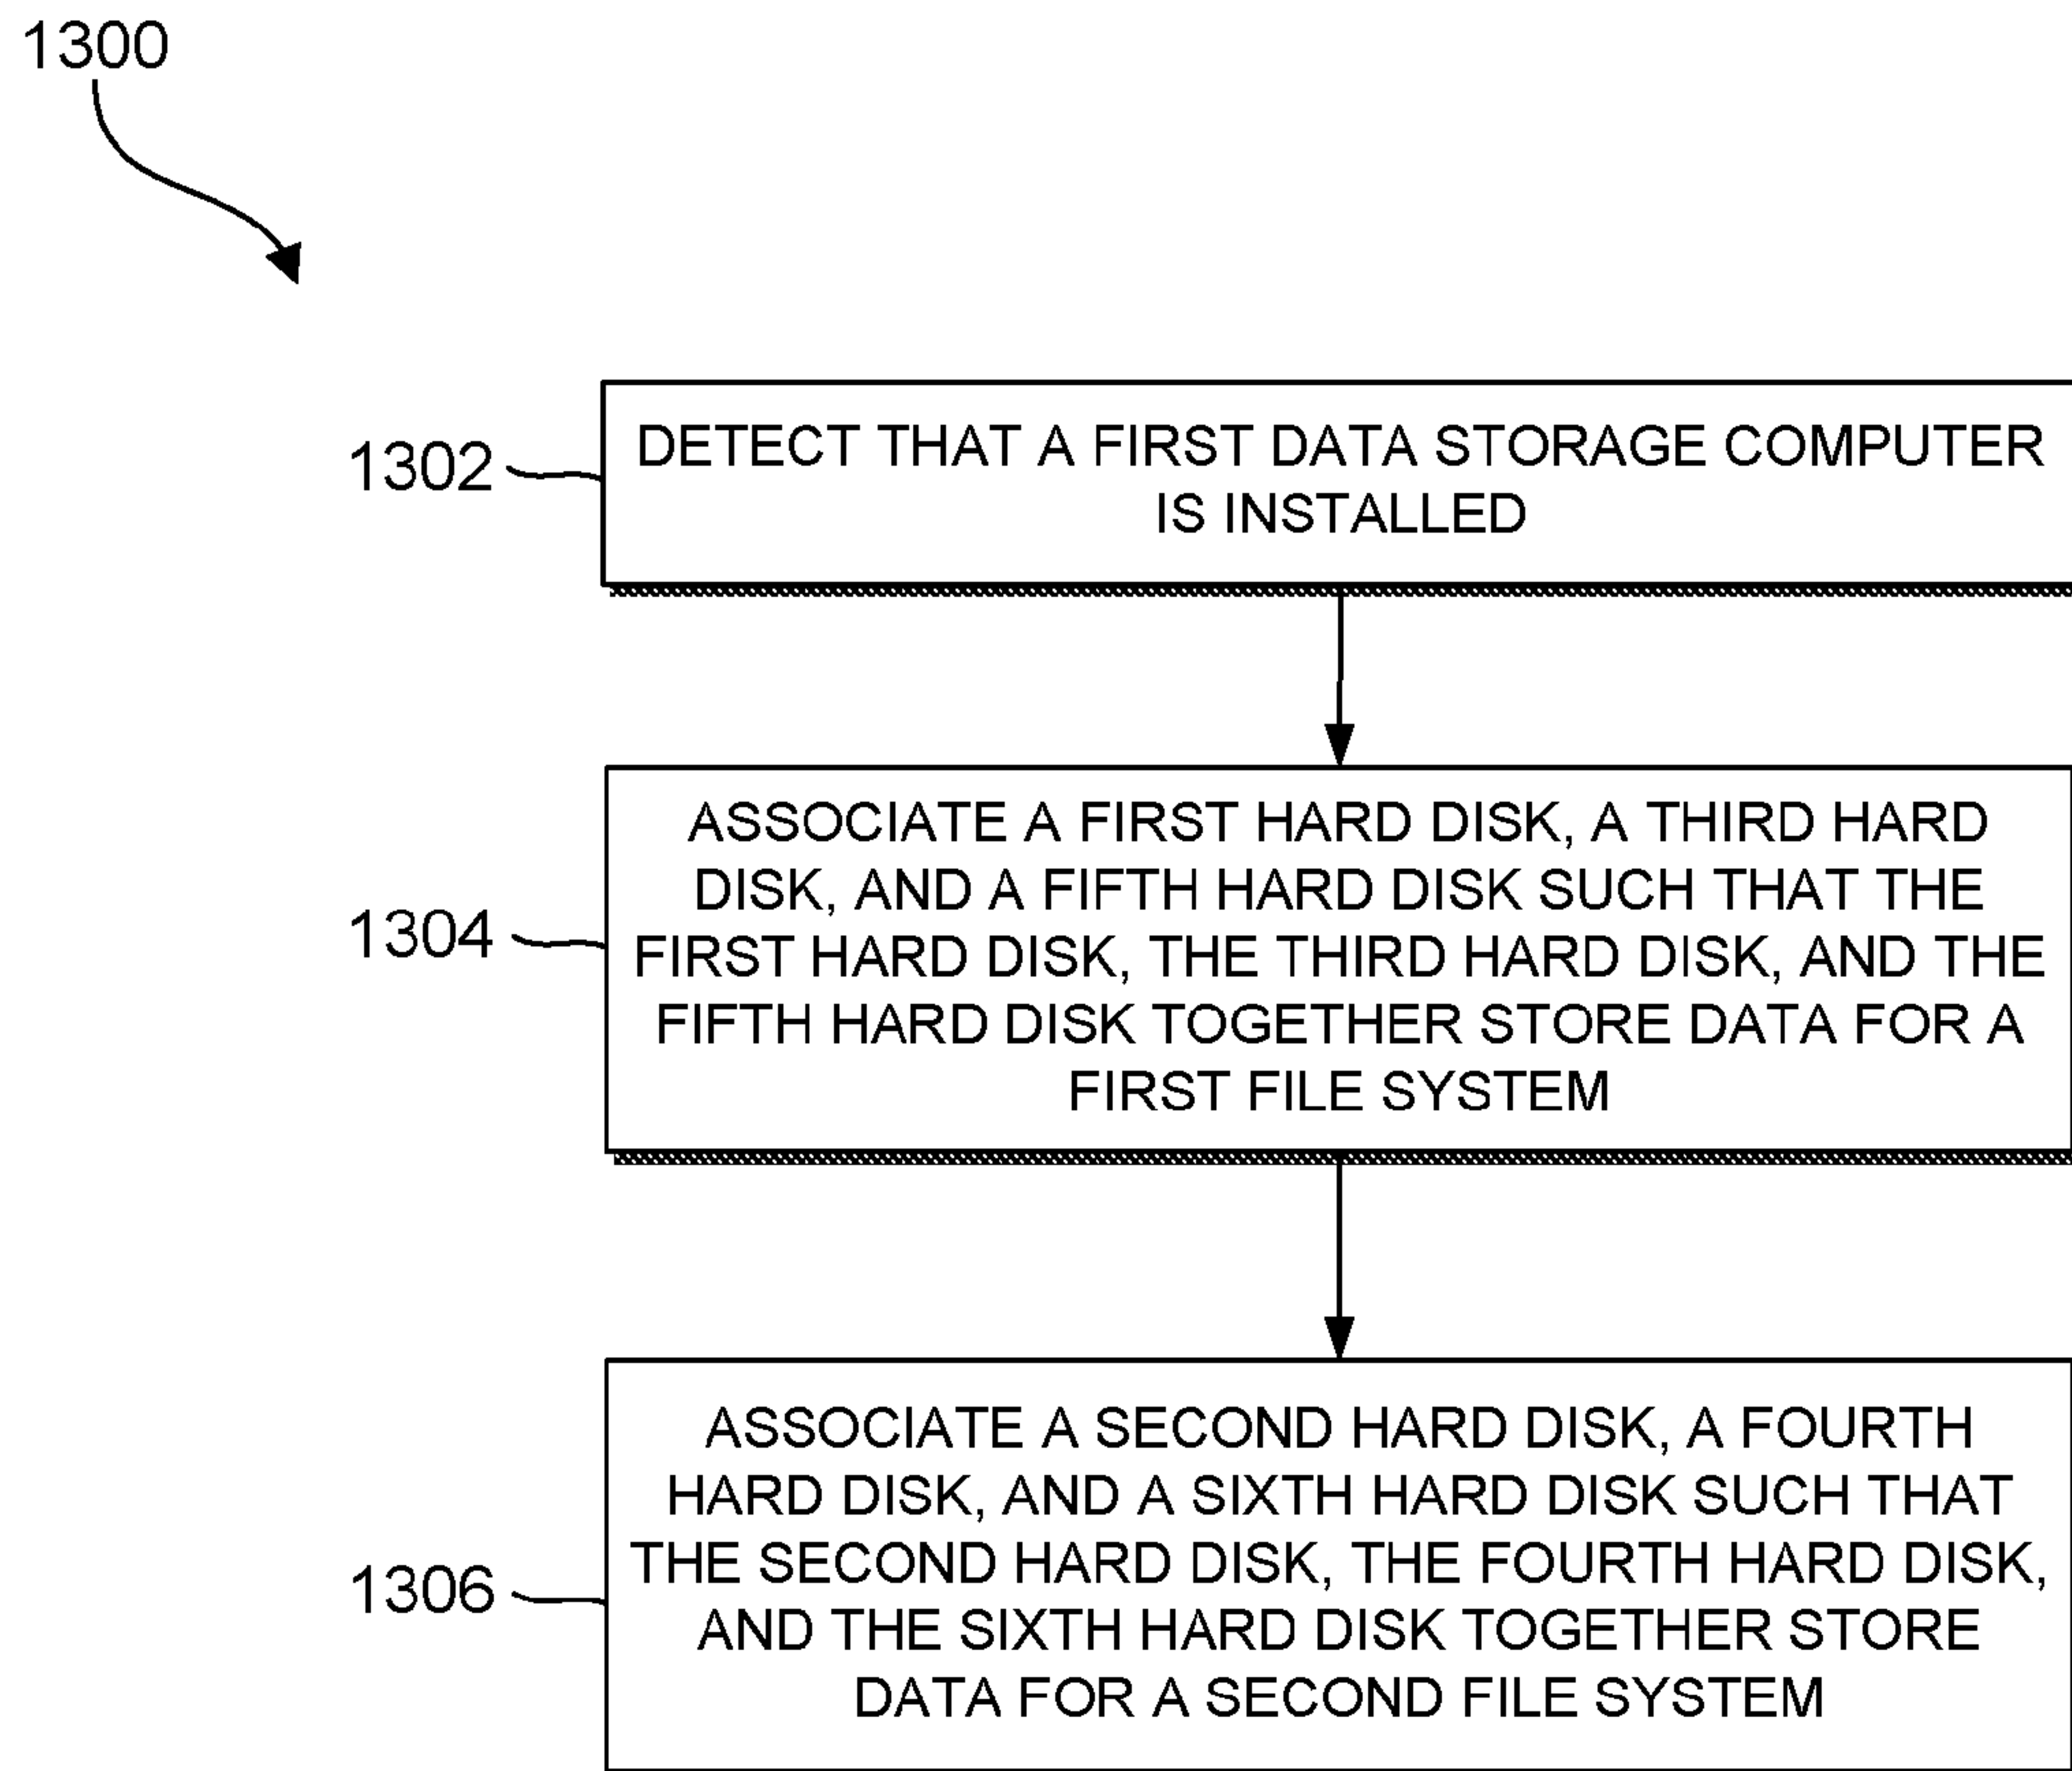 1300
1302
DETECT THAT A FIRST DATA STORAGE COMPUTER
IS INSTALLED
1304
ASSOCIATE A FIRST HARD DISK, A THIRD HARD
DISK, AND A FIFTH HARD DISK SUCH THAT THE
FIRST HARD DISK, THE THIRD HARD DISK, AND THE
FIFTH HARD DISK TOGETHER STORE DATA FOR A
FIRST FILE SYSTEM
1306
ASSOCIATE A SECOND HARD DISK, A FOURTH
HARD DISK, AND A SIXTH HARD DISK SUCH THAT
THE SECOND HARD DISK, THE FOURTH HARD DISK,
AND THE SIXTH HARD DISK TOGETHER STORE
DATA FOR A SECOND FILE SYSTEM